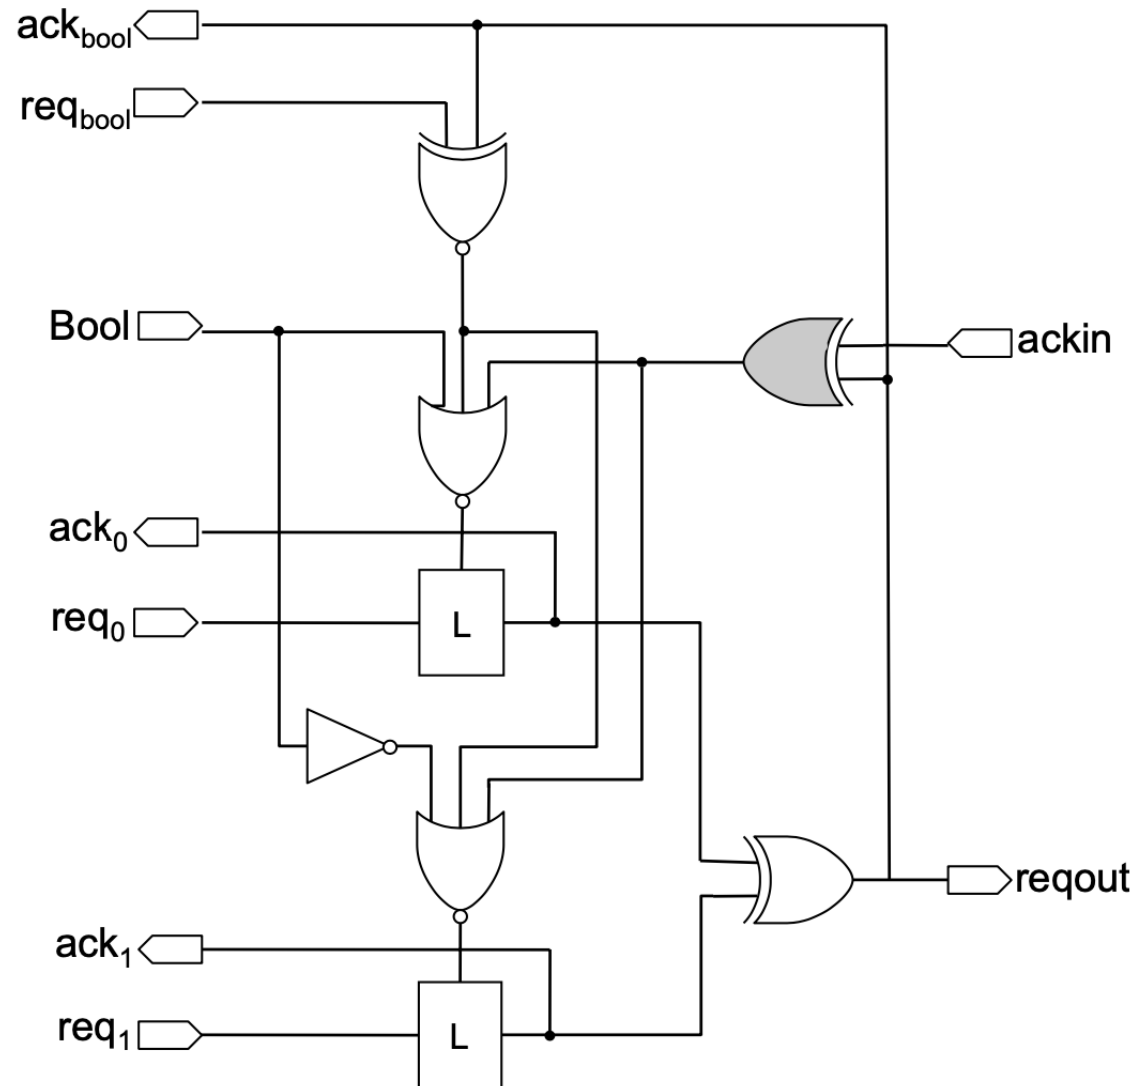 ack_bool
req_bool
Bool
ackin
ack_0
req_0
L
reqout
ack_1
req_1
L